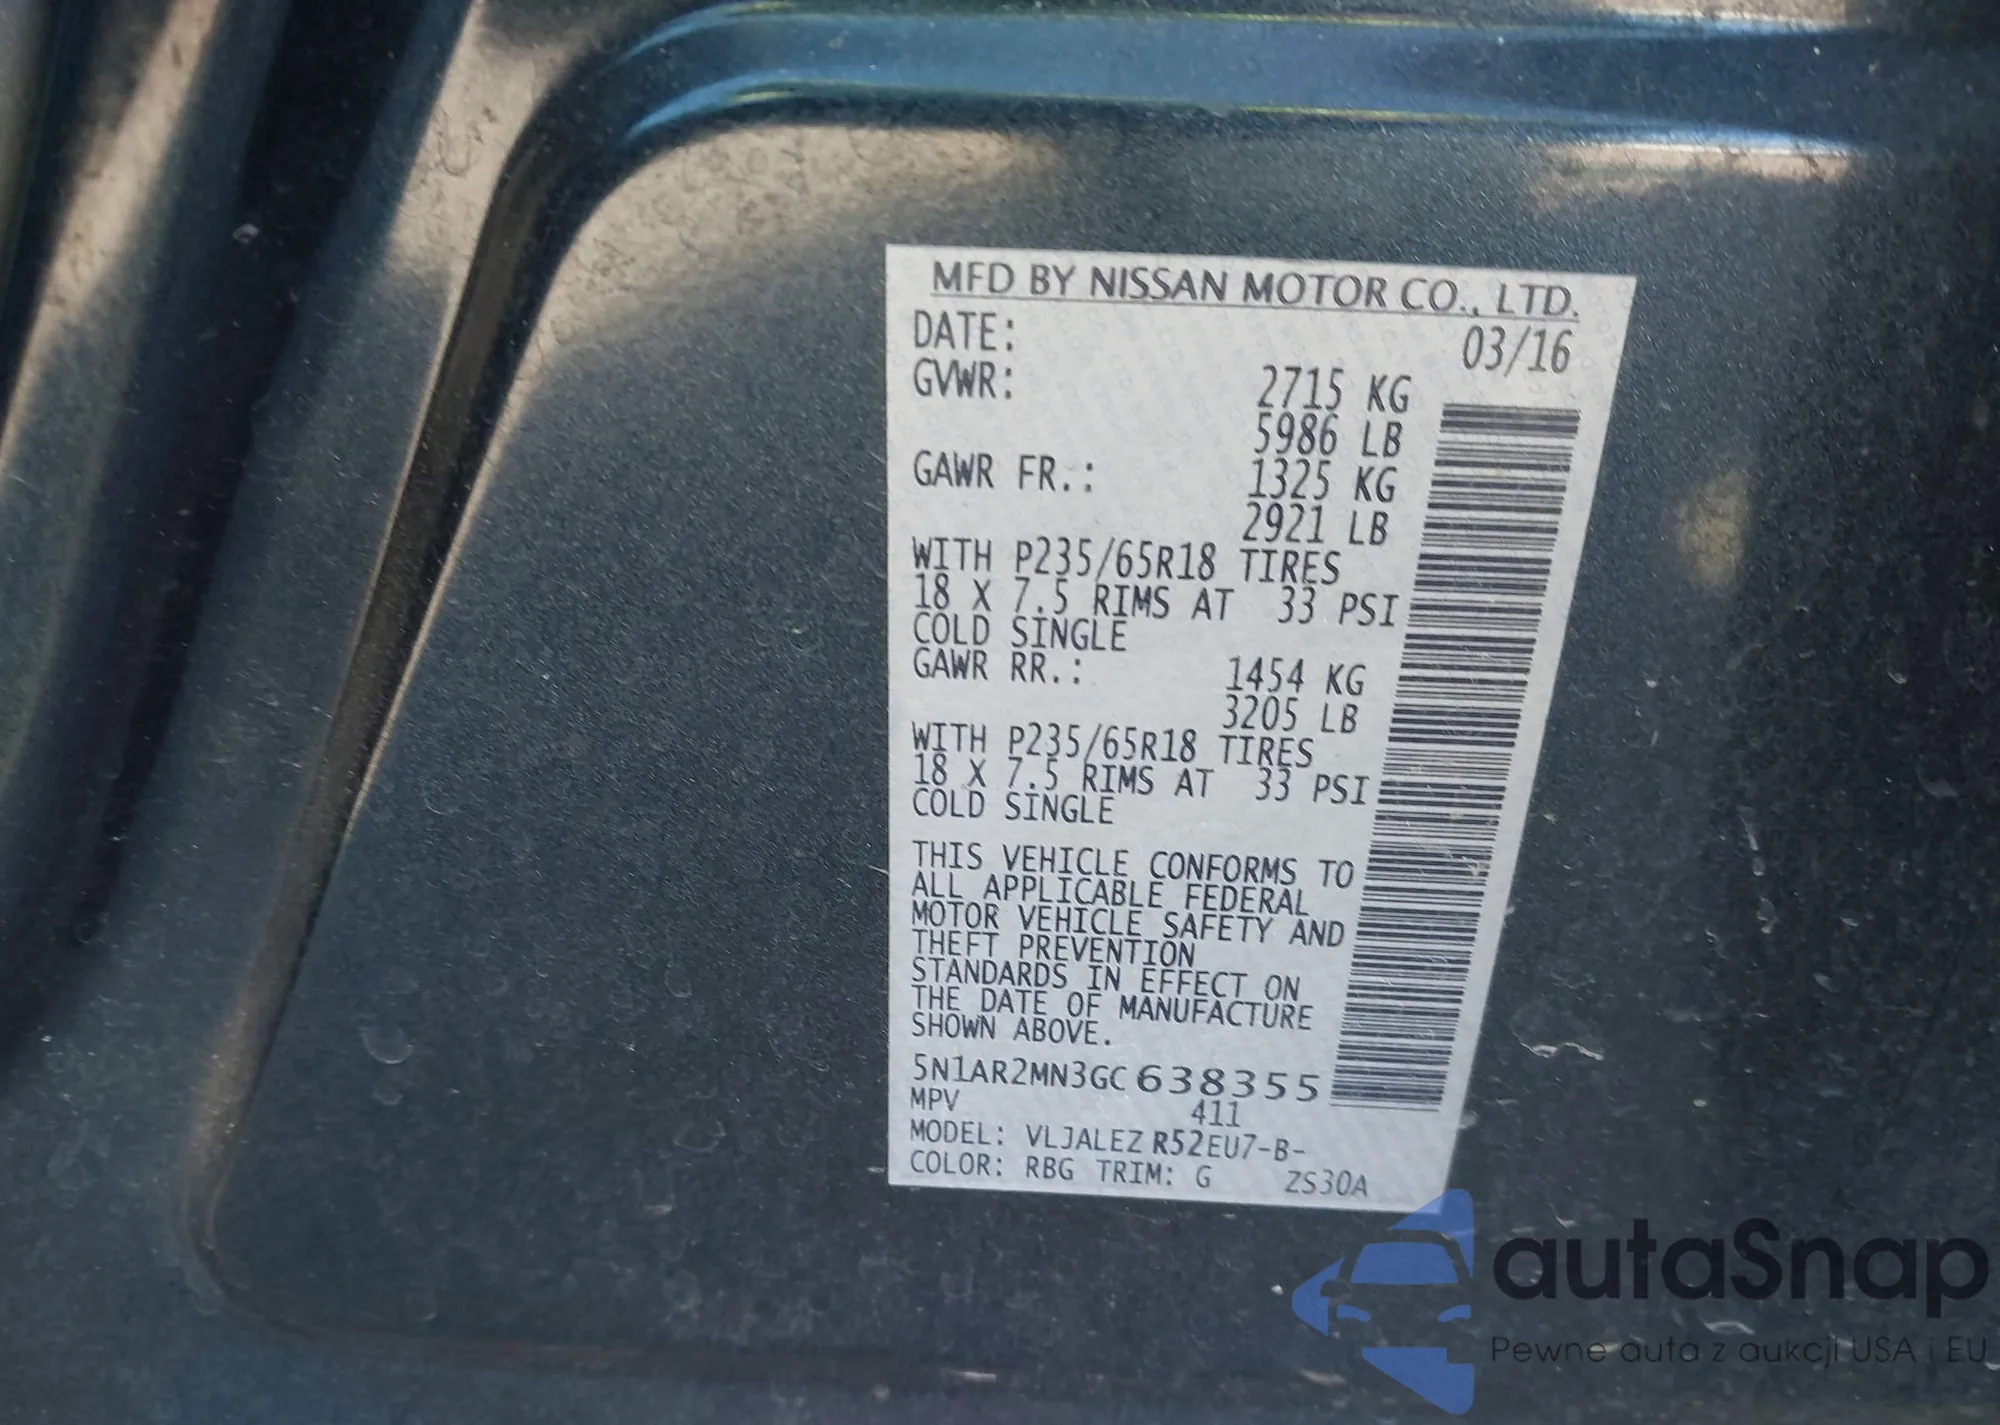 MFD BY NISSAN MOTOR CO., LTD.
DATE: 03/16
GVWR: 2715 KG
5986 LB
GAWR FR.: 1325 KG
2921 LB
WITH P235/65R18 TIRES
18 X 7.5 RIMS AT 33 PSI
COLD SINGLE
GAWR RR.: 1454 KG
3205 LB
WITH P235/65R18 TIRES
18 X 7.5 RIMS AT 33 PSI
COLD SINGLE
THIS VEHICLE CONFORMS TO
ALL APPLICABLE FEDERAL
MOTOR VEHICLE SAFETY AND
THEFT PREVENTION
STANDARDS IN EFFECT ON
THE DATE OF MANUFACTURE
SHOWN ABOVE.
5N1AR2MN3GC638355
MPV 411
MODEL: VLJALEZ R52EU7-B-
COLOR: RBG TRIM: G ZS30A
autaSnap
Pewne auta z aukcji USA i EU